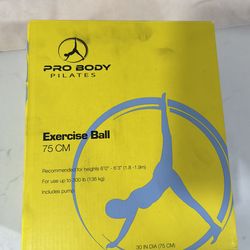 PRO BODY
PILATES
Exercise Ball
75 CM
Recommended for heights 6'0" - 6'3" (1.8 -1.9m)
For use up to 300 lb (136 kg)
Includes pump
30 IN DIA (75 CM)